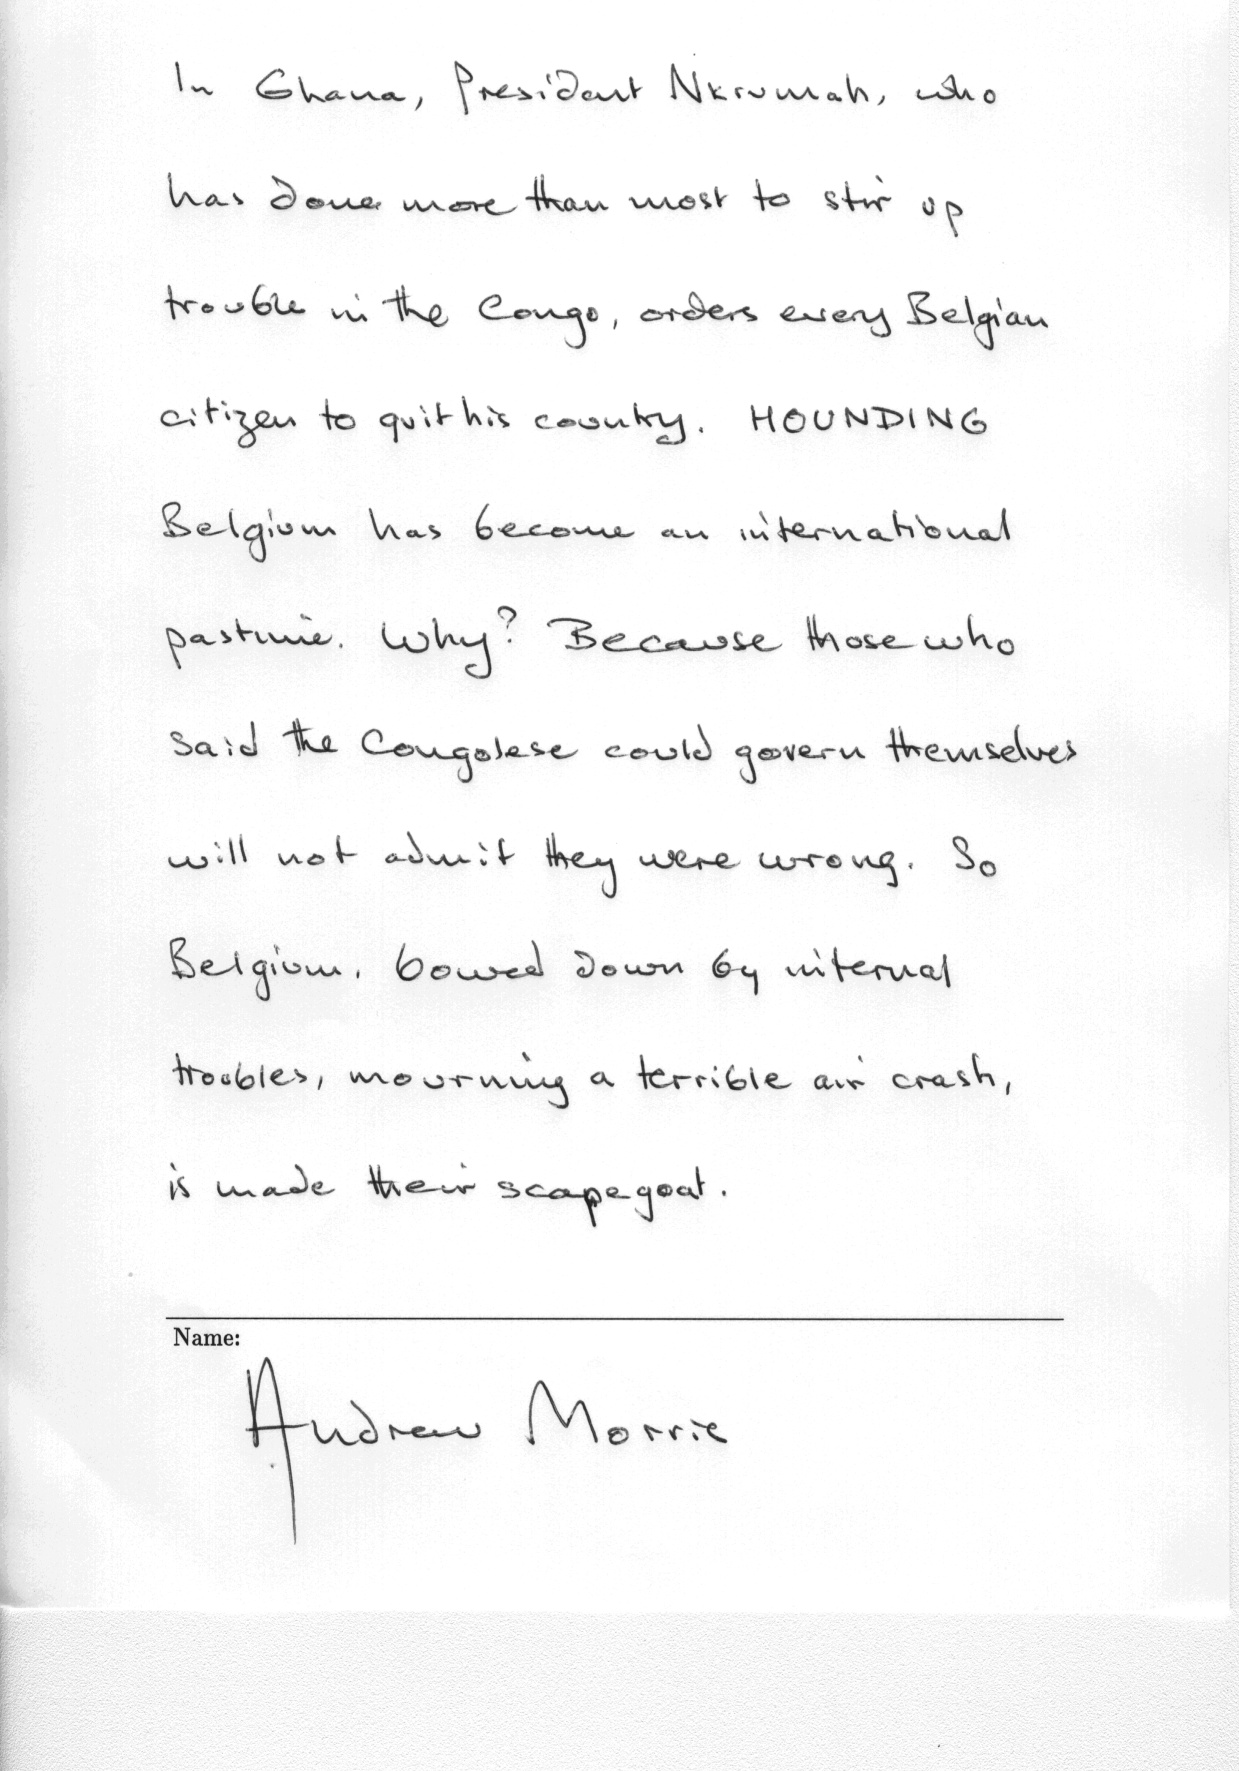 In Ghana, President Nkrumah, who
has done more than most to stir up
trouble in the Congo, orders every Belgian
citizen to quit his country. HOUNDING
Belgium has become an international
pastime. Why? Because those who
said the Congolese could govern themselves
will not admit they were wrong. So
Belgium, bowed down by internal
troubles, mourning a terrible air crash,
is made their scapegoat.
Name:
Andrew Morrie